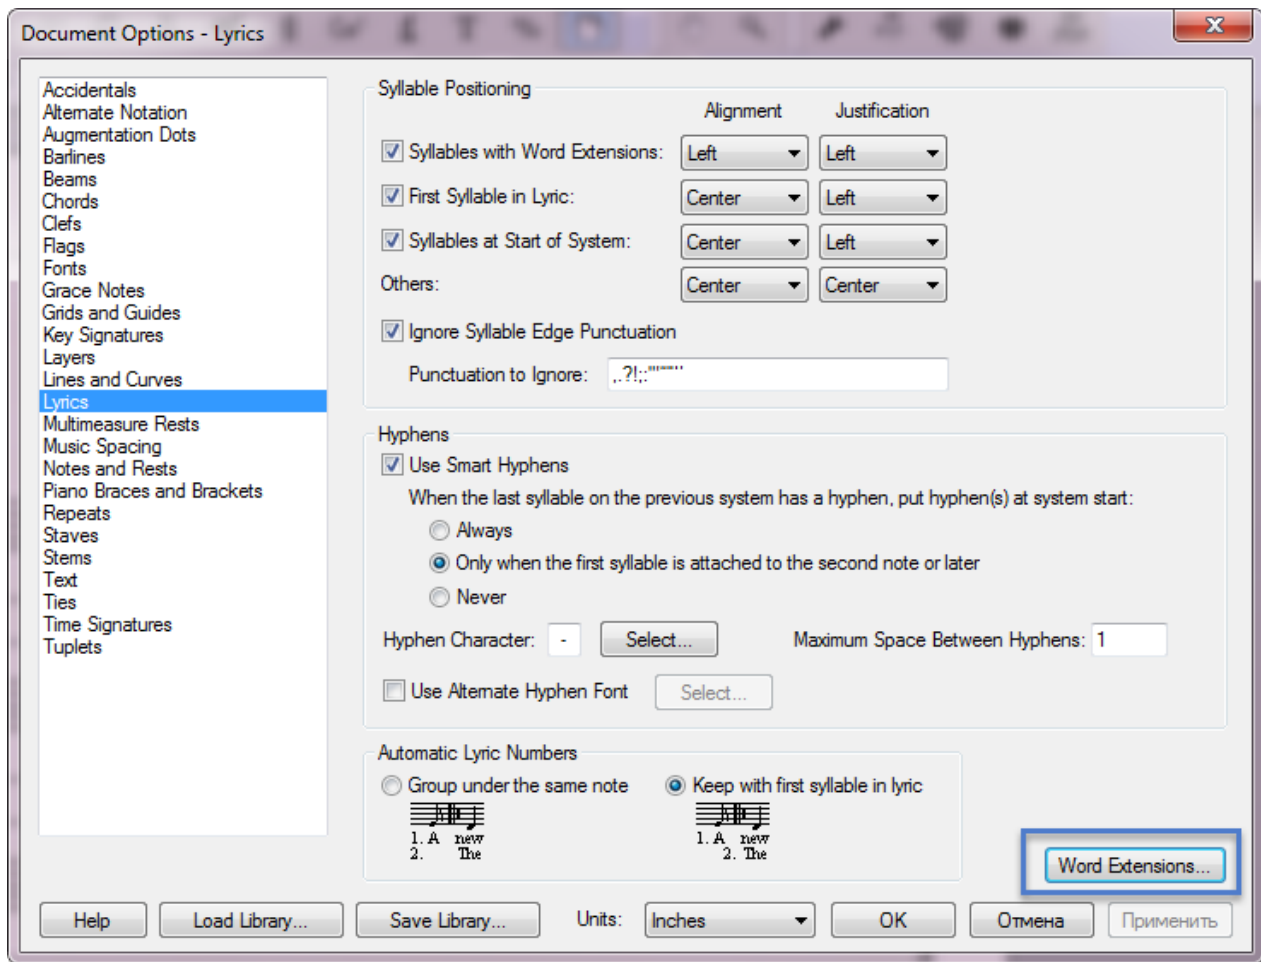 Document Options - Lyrics
Accidentals
Alternate Notation
Augmentation Dots
Barlines
Beams
Chords
Clefs
Flags
Fonts
Grace Notes
Grids and Guides
Key Signatures
Layers
Lines and Curves
Lyrics
Multimeasure Rests
Music Spacing
Notes and Rests
Piano Braces and Brackets
Repeats
Staves
Stems
Text
Ties
Time Signatures
Tuplets
Syllable Positioning
Alignment Justification
Syllables with Word Extensions: Left Left
First Syllable in Lyric: Center Left
Syllables at Start of System: Center Left
Others: Center Center
Ignore Syllable Edge Punctuation
Punctuation to Ignore:
Hyphens
Use Smart Hyphens
When the last syllable on the previous system has a hyphen, put hyphen(s) at system start:
Always
Only when the first syllable is attached to the second note or later
Never
Hyphen Character: - Select... Maximum Space Between Hyphens: 1
Use Alternate Hyphen Font Select...
Automatic Lyric Numbers
Group under the same note Keep with first syllable in lyric
1. A new 1. A new
2. The 2. The
Word Extensions...
Help Load Library... Save Library... Units: Inches OK Отмена Применить